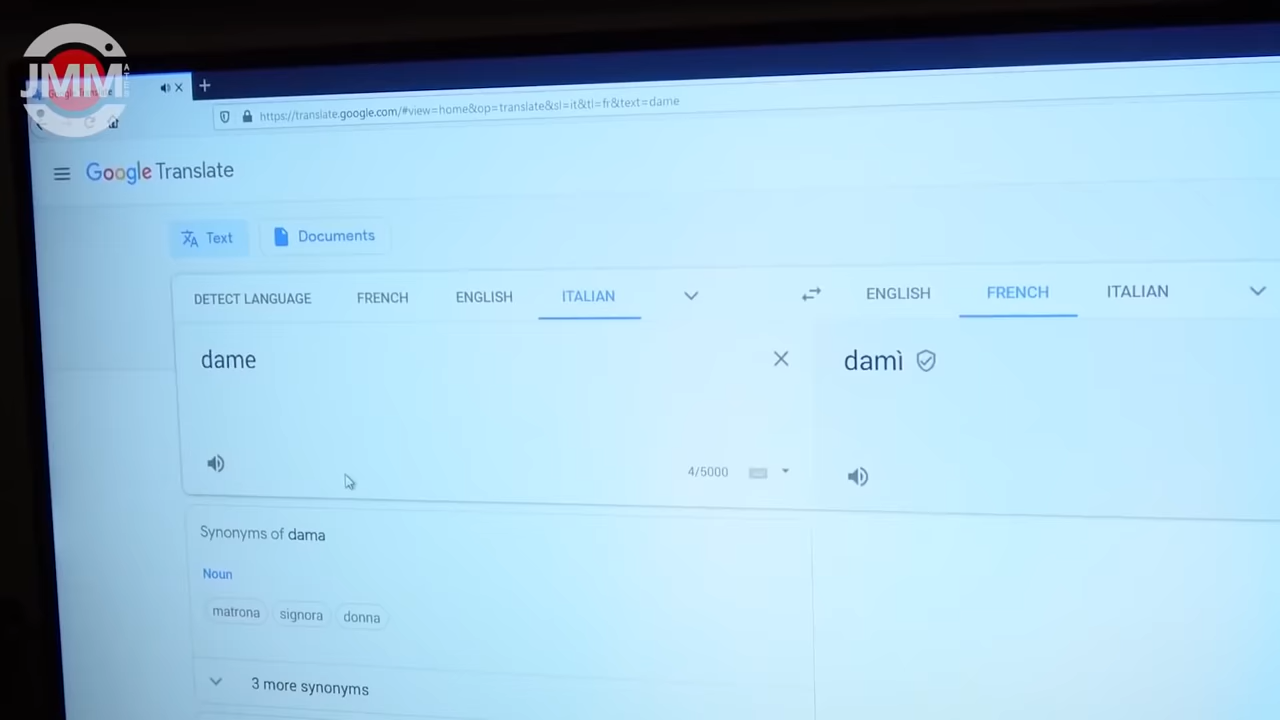 JMM
https://translate.google.com/#view=home&op=translate&sl=it&tl=fr&text=dame
Google Translate
Text
Documents
DETECT LANGUAGE
FRENCH
ENGLISH
ITALIAN
ENGLISH
FRENCH
ITALIAN
dame
damì
4/5000
Synonyms of dama
Noun
matrona
signora
donna
3 more synonyms